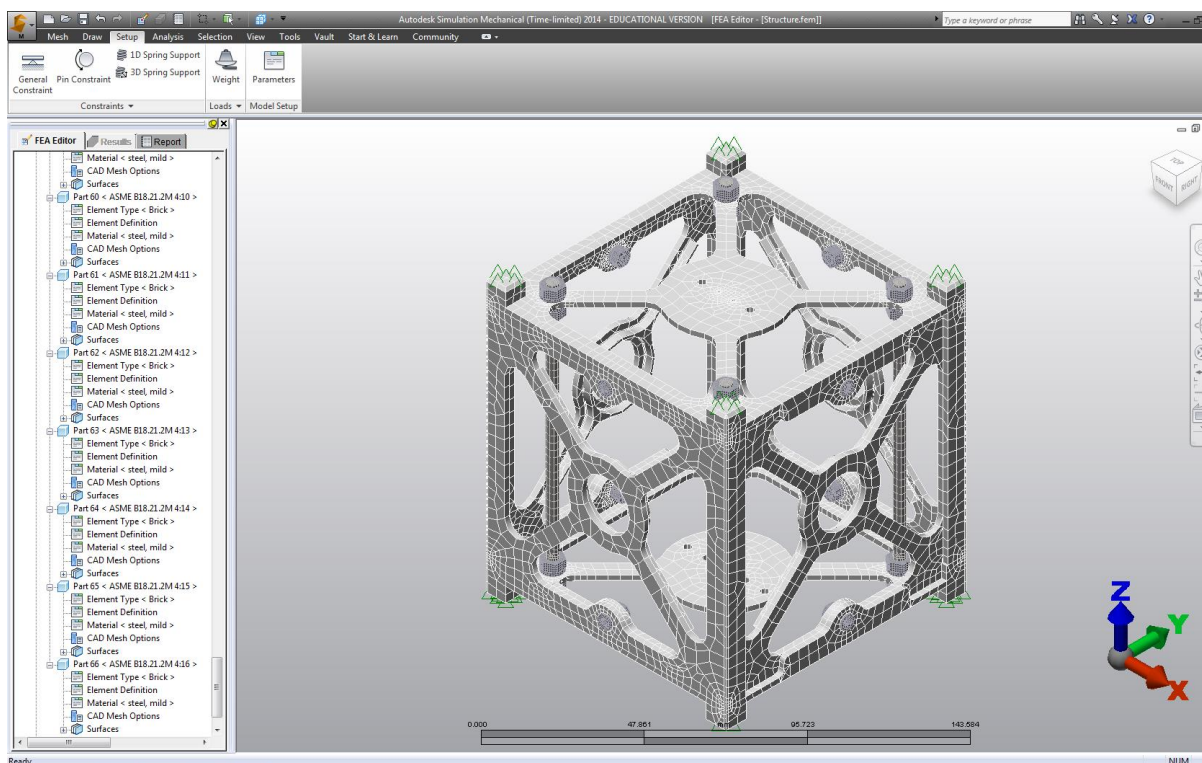 Autodesk Simulation Mechanical (Time-limited) 2014 - EDUCATIONAL VERSION [FEA Editor - [Structure.fem]]
Type a keyword or phrase
M
Mesh Draw Setup Analysis Selection View Tools Vault Start & Learn Community
General Constraint
Pin Constraint
1D Spring Support
3D Spring Support
Weight
Parameters
Constraints
Loads
Model Setup
FEA Editor Results Report
Material < steel, mild >
CAD Mesh Options
Surfaces
Part 60 < ASME B18.21.2M 4:10 >
Element Type < Brick >
Element Definition
Material < steel, mild >
CAD Mesh Options
Surfaces
Part 61 < ASME B18.21.2M 4:11 >
Element Type < Brick >
Element Definition
Material < steel, mild >
CAD Mesh Options
Surfaces
Part 62 < ASME B18.21.2M 4:12 >
Element Type < Brick >
Element Definition
Material < steel, mild >
CAD Mesh Options
Surfaces
Part 63 < ASME B18.21.2M 4:13 >
Element Type < Brick >
Element Definition
Material < steel, mild >
CAD Mesh Options
Surfaces
Part 64 < ASME B18.21.2M 4:14 >
Element Type < Brick >
Element Definition
Material < steel, mild >
CAD Mesh Options
Surfaces
Part 65 < ASME B18.21.2M 4:15 >
Element Type < Brick >
Element Definition
Material < steel, mild >
CAD Mesh Options
Surfaces
Part 66 < ASME B18.21.2M 4:16 >
Element Type < Brick >
Element Definition
Material < steel, mild >
CAD Mesh Options
Surfaces
TOP
FRONT RIGHT
Z
Y
X
0.000 47.861 mm 95.723 143.584
Ready
NUM